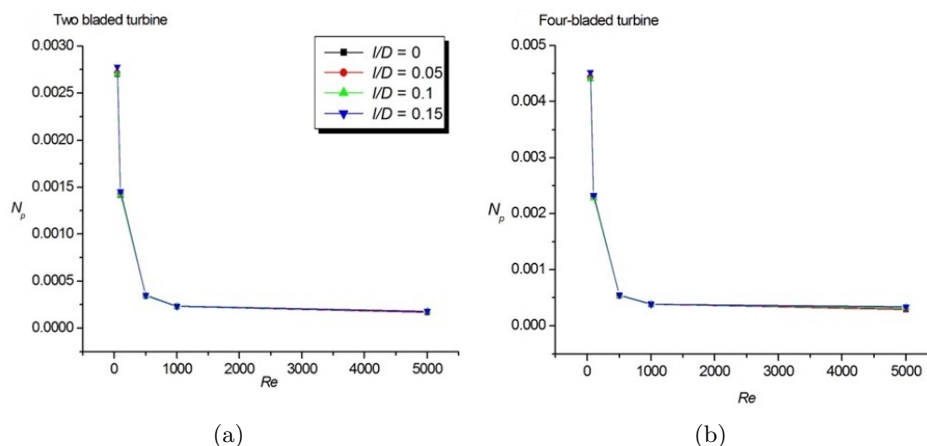 Two bladed turbine
0.0030
0.0025
0.0020
0.0015
0.0010
0.0005
0.0000
N_p
0 1000 2000 3000 4000 5000
Re
I/D = 0
I/D = 0.05
I/D = 0.1
I/D = 0.15
(a)
Four-bladed turbine
0.005
0.004
0.003
0.002
0.001
0.000
N_p
0 1000 2000 3000 4000 5000
Re
(b)